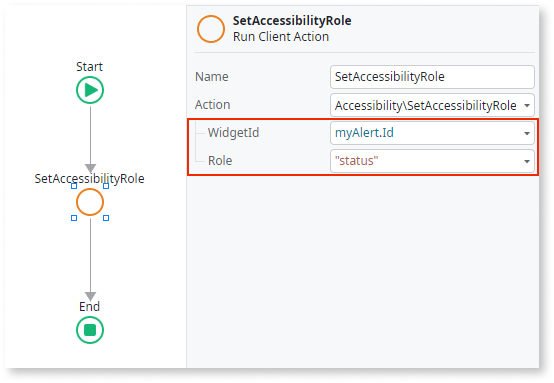 Start
SetAccessibilityRole
End
SetAccessibilityRole
Run Client Action
Name SetAccessibilityRole
Action Accessibility\SetAccessibilityRole
WidgetId myAlert.Id
Role "status"